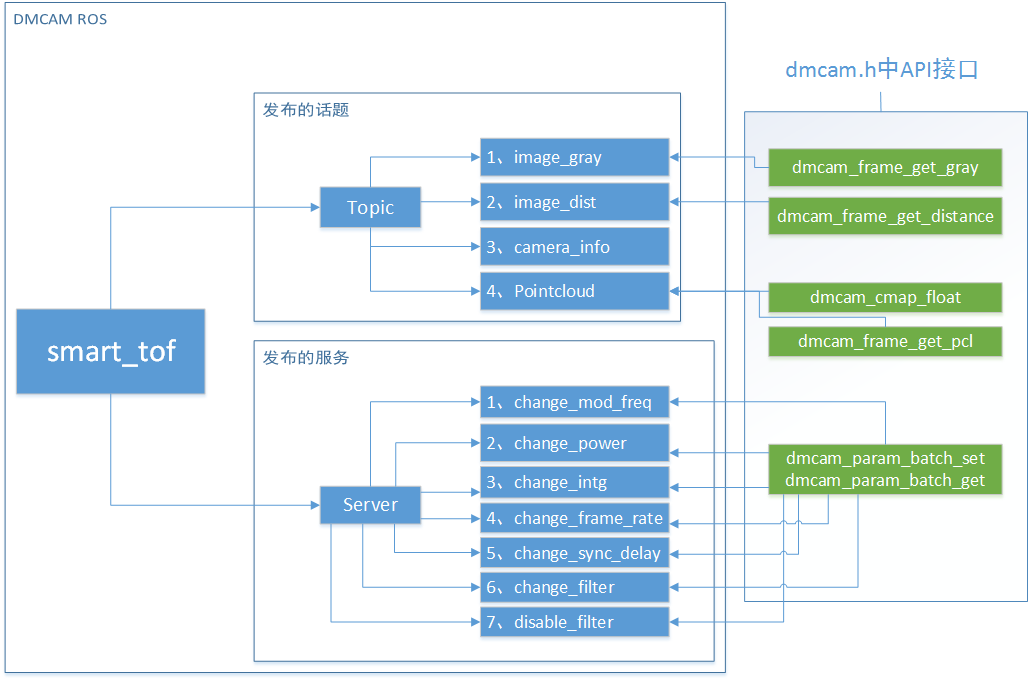 DMCAM ROS
dmcam.h中API接口
发布的话题
1、image_gray
dmcam_frame_get_gray
Topic
2、image_dist
dmcam_frame_get_distance
3、camera_info
4、Pointcloud
dmcam_cmap_float
dmcam_frame_get_pcl
smart_tof
发布的服务
1、change_mod_freq
2、change_power
dmcam_param_batch_set
dmcam_param_batch_get
3、change_intg
Server
4、change_frame_rate
5、change_sync_delay
6、change_filter
7、disable_filter